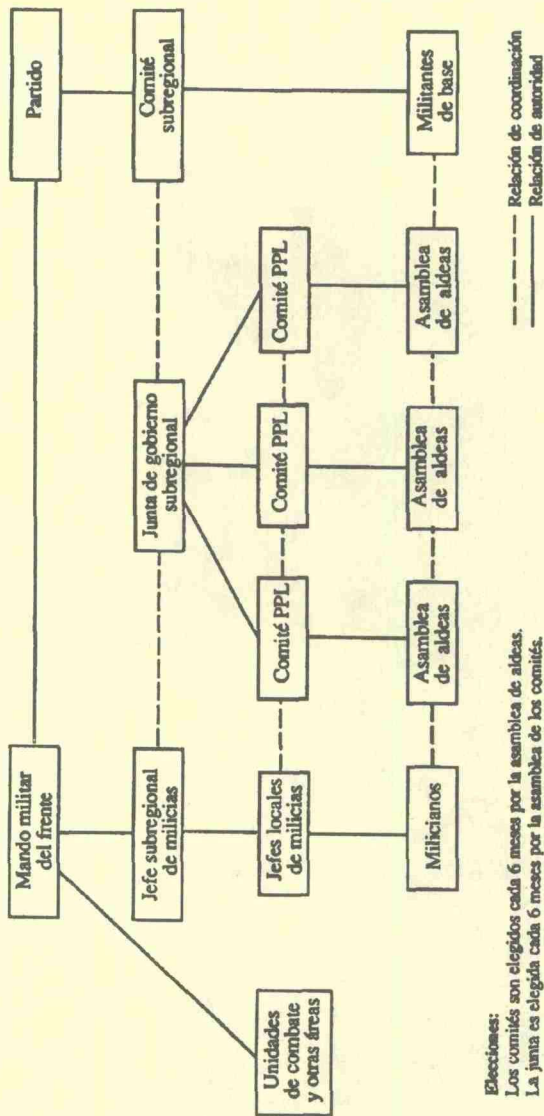 Mando militar
del frente
Partido
Jefe subregional
de milicias
Junta de gobierno
subregional
Comité
subregional
Unidades
de combate
y otras áreas
Jefes locales
de milicias
Comité PPL
Comité PPL
Comité PPL
Milicianos
Asamblea
de aldeas
Asamblea
de aldeas
Asamblea
de aldeas
Militantes
de base
Elecciones:
Los comités son elegidos cada 6 meses por la asamblea de aldeas.
La junta es elegida cada 6 meses por la asamblea de los comités.
Relación de coordinación
Relación de autoridad